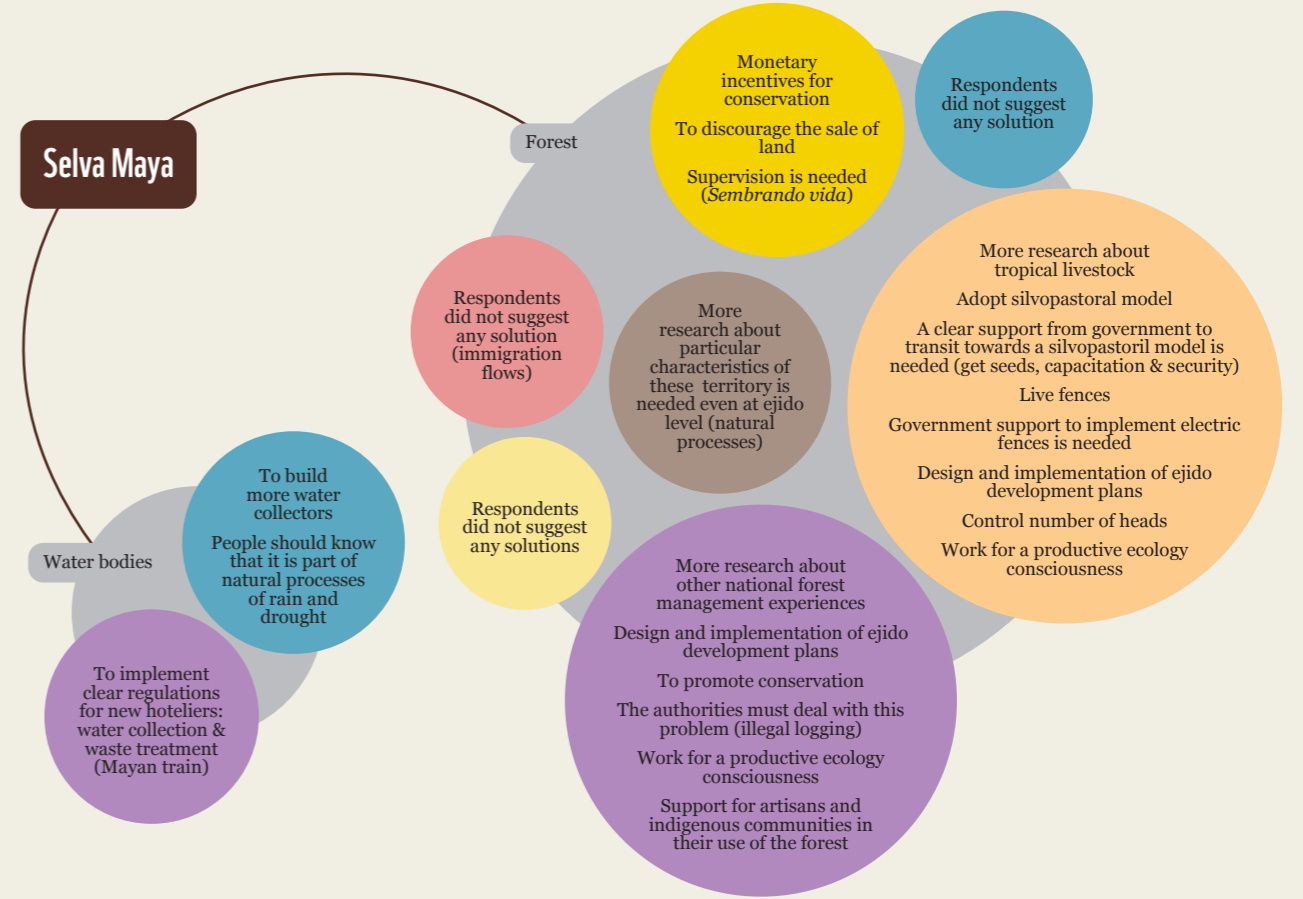 Selva Maya
Forest
Monetary
incentives for
conservation
To discourage the sale of
land
Supervision is needed
(Sembrando vida)
Respondents
did not suggest
any solution
Respondents
did not suggest
any solution
(immigration
flows)
More
research about
particular
characteristics of
these territory is
needed even at ejido
level (natural
processes)
More research about
tropical livestock
Adopt silvopastoral model
A clear support from government to
transit towards a silvopastoril model is
needed (get seeds, capacitation & security)
Live fences
Government support to implement electric
fences is needed
Design and implementation of ejido
development plans
Control number of heads
Work for a productive ecology
consciousness
Respondents
did not suggest
any solutions
More research about
other national forest
management experiences
Design and implementation of ejido
development plans
To promote conservation
The authorities must deal with this
problem (illegal logging)
Work for a productive ecology
consciousness
Support for artisans and
indigenous communities in
their use of the forest
Water bodies
To build
more water
collectors
People should know
that it is part of
natural processes
of rain and
drought
To implement
clear regulations
for new hoteliers:
water collection &
waste treatment
(Mayan train)